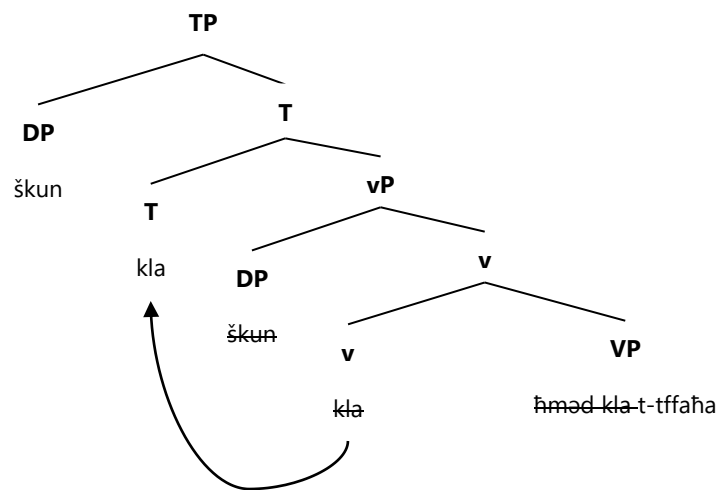 TP
DP
T
škun
T
vP
kla
DP
v
škun
v
VP
kla
ħməd kla t-tffaħa